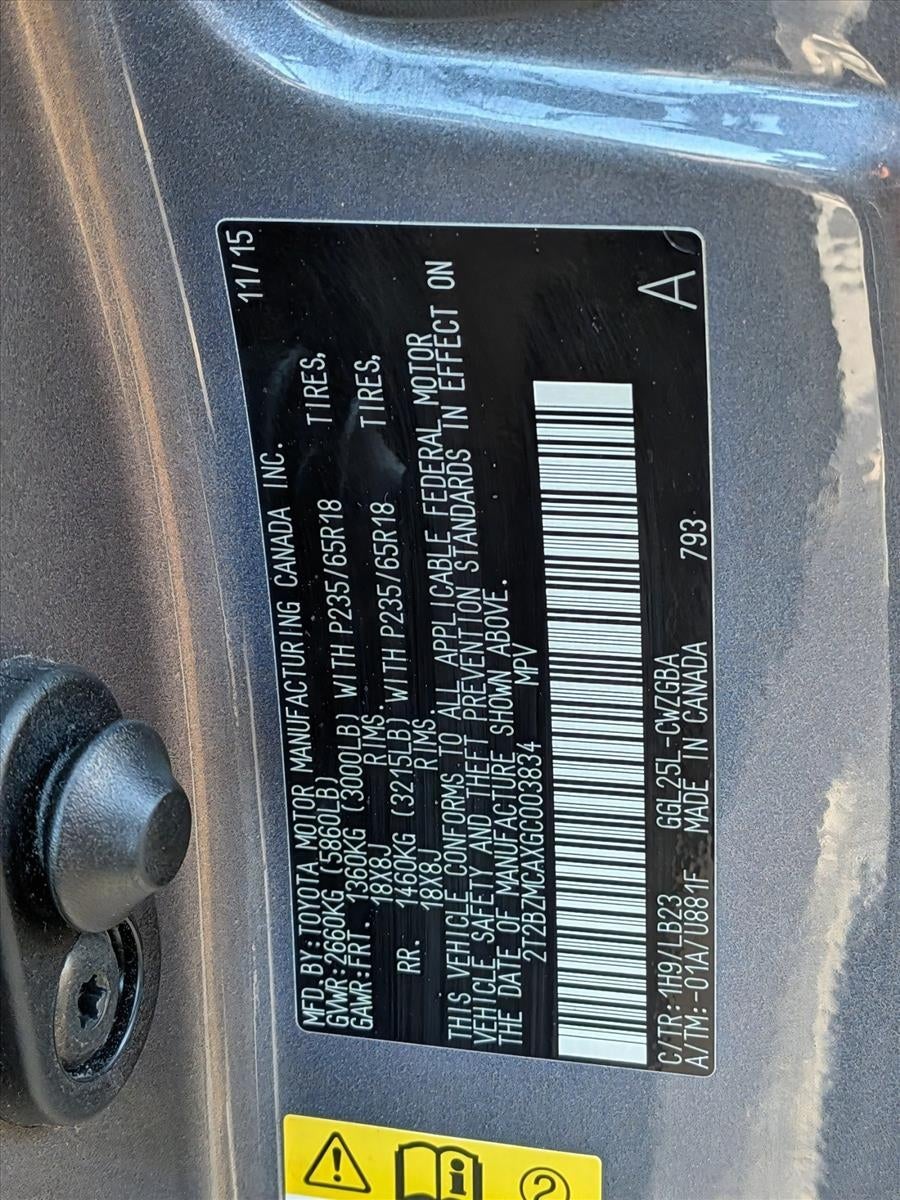 11/15
MFD.BY:TOYOTA MOTOR MANUFACTURING CANADA INC.
GVWR:2660KG (5860LB)
GAWR:FRT. 1360KG (3000LB) WITH P235/65R18 TIRES,
18X8J RIMS.
RR. 1460KG (3215LB) WITH P235/65R18 TIRES,
18X8J RIMS.
THIS VEHICLE CONFORMS TO ALL APPLICABLE FEDERAL MOTOR
VEHICLE SAFETY AND THEFT PREVENTION STANDARDS IN EFFECT ON
THE DATE OF MANUFACTURE SHOWN ABOVE.
2T2BZMCAXGC003834 MPV
C/TR:1H9/LB23 GGL25L-CWZGBA 793
A/TM:-01A/U881F MADE IN CANADA
A